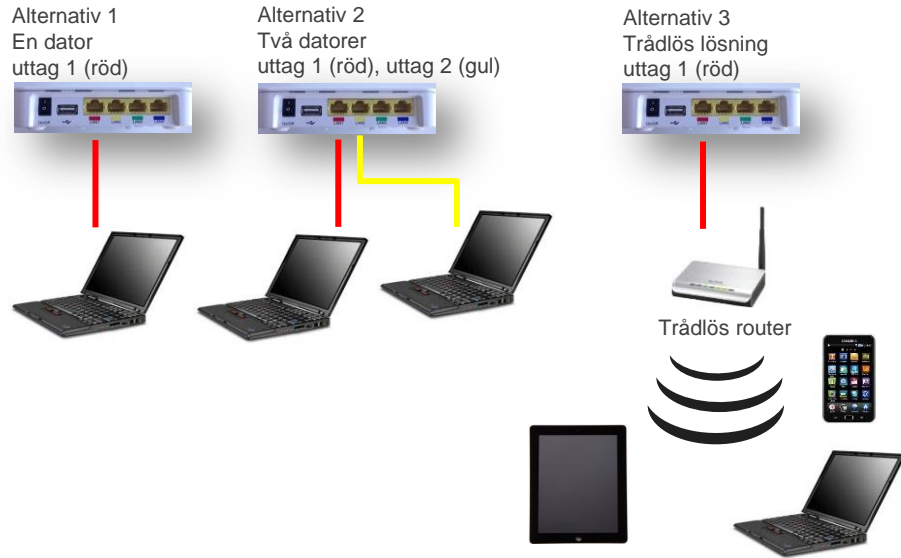 Alternativ 1
En dator
uttag 1 (röd)
Alternativ 2
Två datorer
uttag 1 (röd), uttag 2 (gul)
Alternativ 3
Trådlös lösning
uttag 1 (röd)
Trådlös router